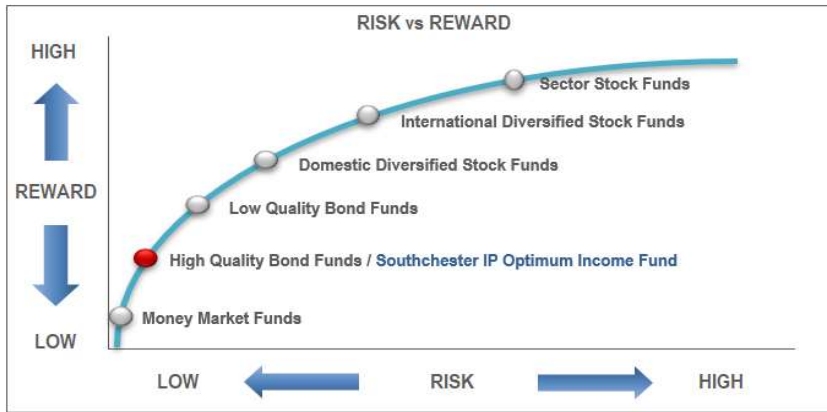 RISK vs REWARD
HIGH
Sector Stock Funds
International Diversified Stock Funds
Domestic Diversified Stock Funds
REWARD
Low Quality Bond Funds
High Quality Bond Funds / Southchester IP Optimum Income Fund
Money Market Funds
LOW
LOW RISK HIGH